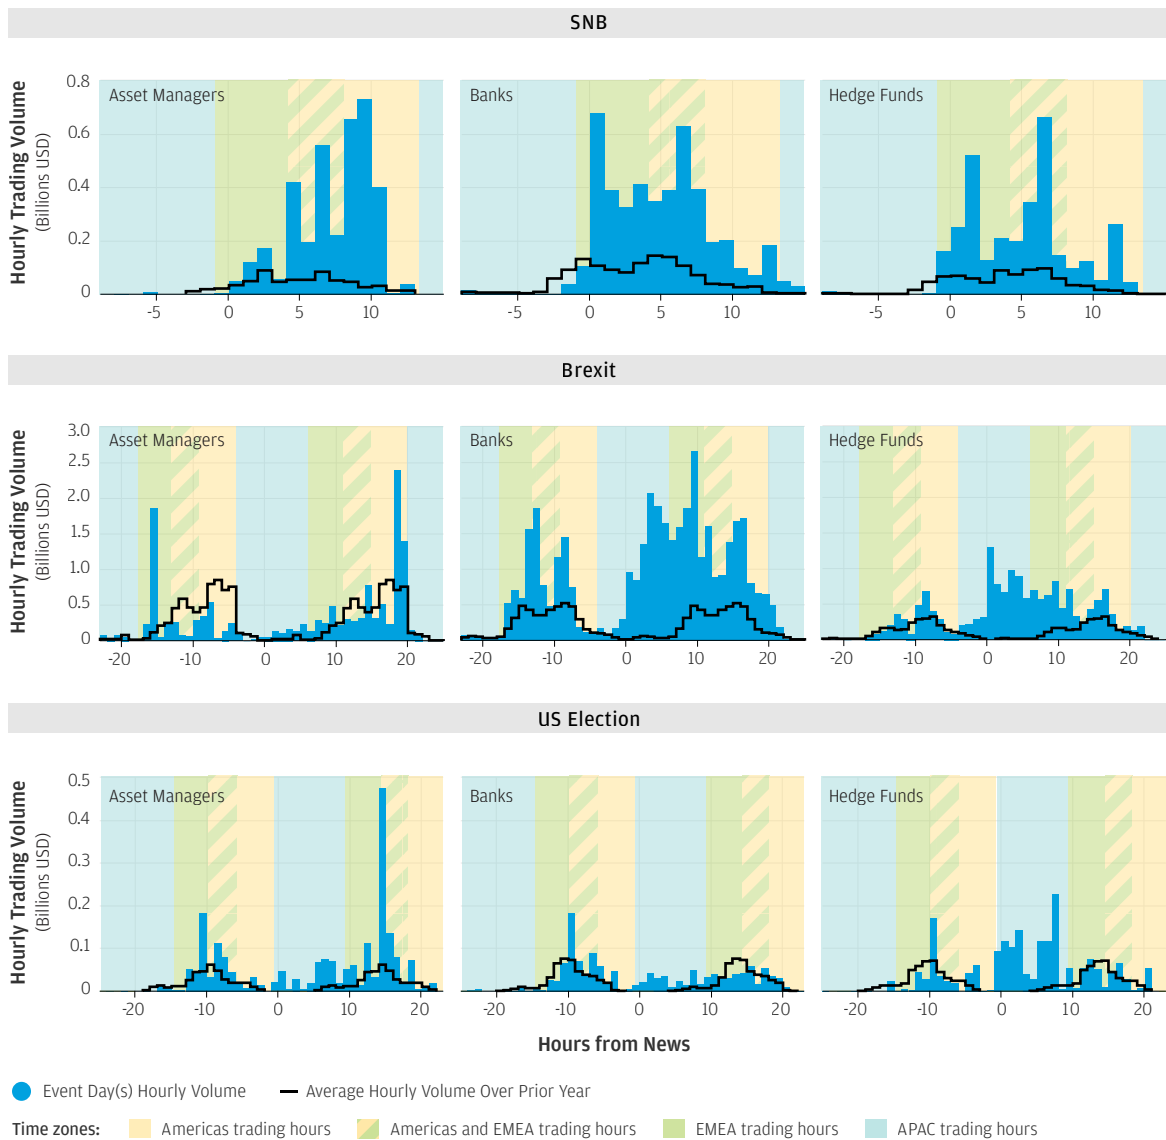 SNB
Hourly Trading Volume
(Billions USD)
0.8
0.6
0.4
0.2
0
Asset Managers
Banks
Hedge Funds
-5 0 5 10
-5 0 5 10
-5 0 5 10
Brexit
Hourly Trading Volume
(Billions USD)
3.0
2.5
2.0
1.5
1.0
0.5
0
Asset Managers
Banks
Hedge Funds
-20 -10 0 10 20
-20 -10 0 10 20
-20 -10 0 10 20
US Election
Hourly Trading Volume
(Billions USD)
0.5
0.4
0.3
0.2
0.1
0
Asset Managers
Banks
Hedge Funds
-20 -10 0 10 20
-20 -10 0 10 20
-20 -10 0 10 20
Hours from News
Event Day(s) Hourly Volume
Average Hourly Volume Over Prior Year
Time zones: Americas trading hours Americas and EMEA trading hours EMEA trading hours APAC trading hours